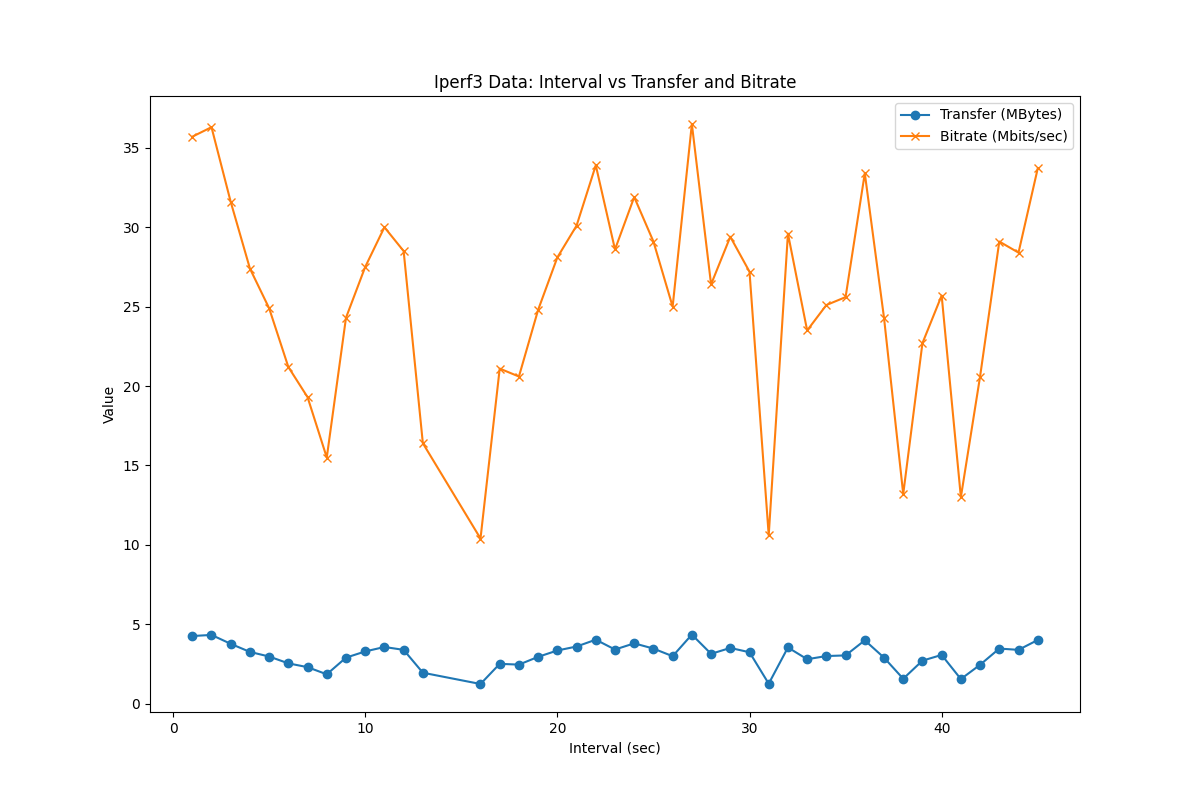 Iperf3 Data: Interval vs Transfer and Bitrate
Transfer (MBytes)
Bitrate (Mbits/sec)
35
30
25
20
15
10
5
0
Value
0 10 20 30 40
Interval (sec)